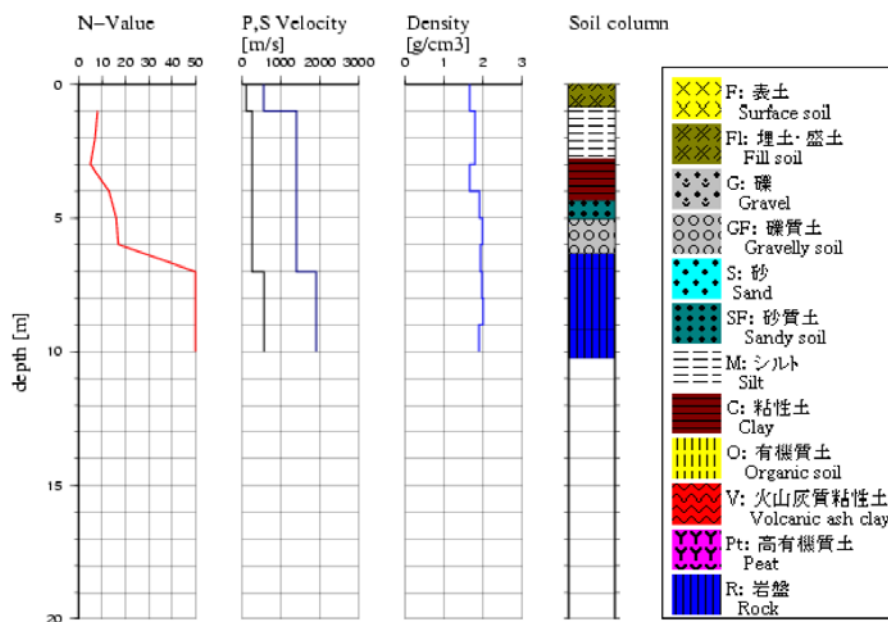 N-Value
P,S Velocity
[m/s]
Density
[g/cm3]
Soil column
0 10 20 30 40 50
0 1000 2000 3000
0 1 2 3
0
5
10
15
20
depth [m]
F: 表土
Surface soil
Fl: 埋土・盛土
Fill soil
G: 礫
Gravel
GF: 礫質土
Gravelly soil
S: 砂
Sand
SF: 砂質土
Sandy soil
M: シルト
Silt
C: 粘性土
Clay
O: 有機質土
Organic soil
V: 火山灰質粘性土
Volcanic ash clay
Pt: 高有機質土
Peat
R: 岩盤
Rock